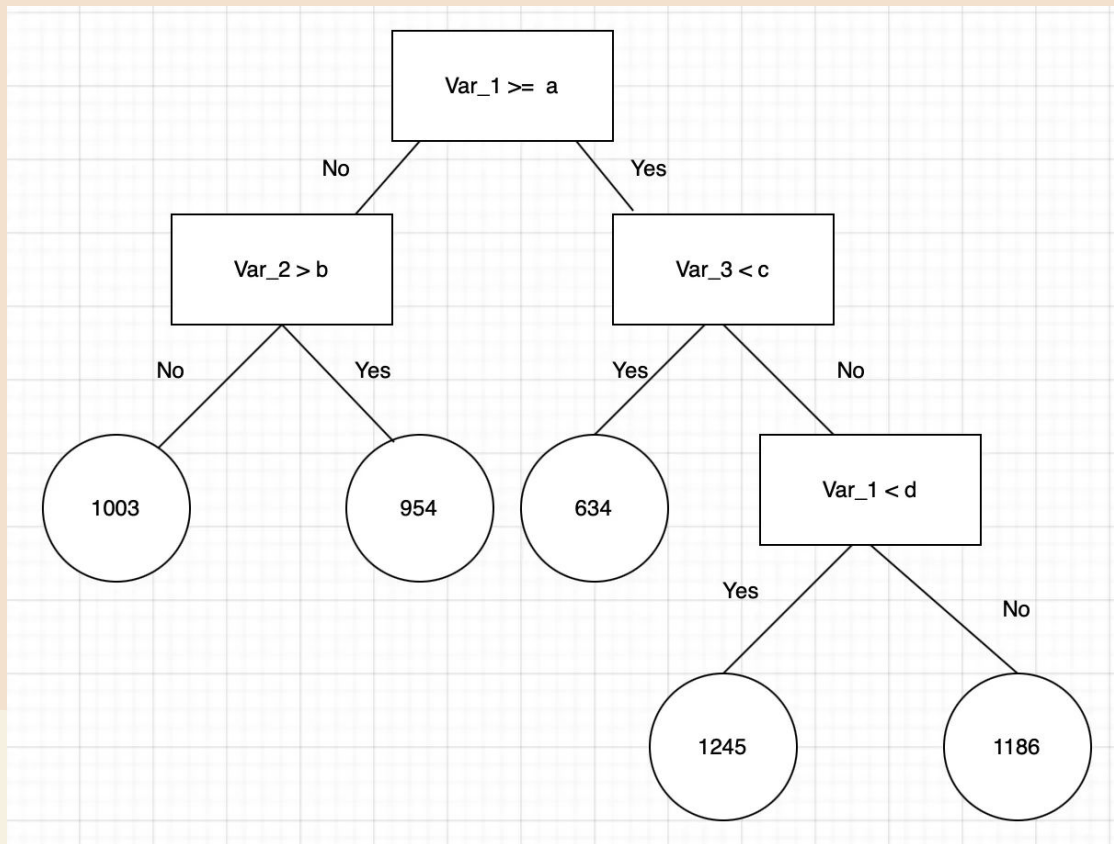 Var_1 >= a
No
Yes
Var_2 > b
Var_3 < c
No
Yes
Yes
No
1003
954
634
Var_1 < d
Yes
No
1245
1186